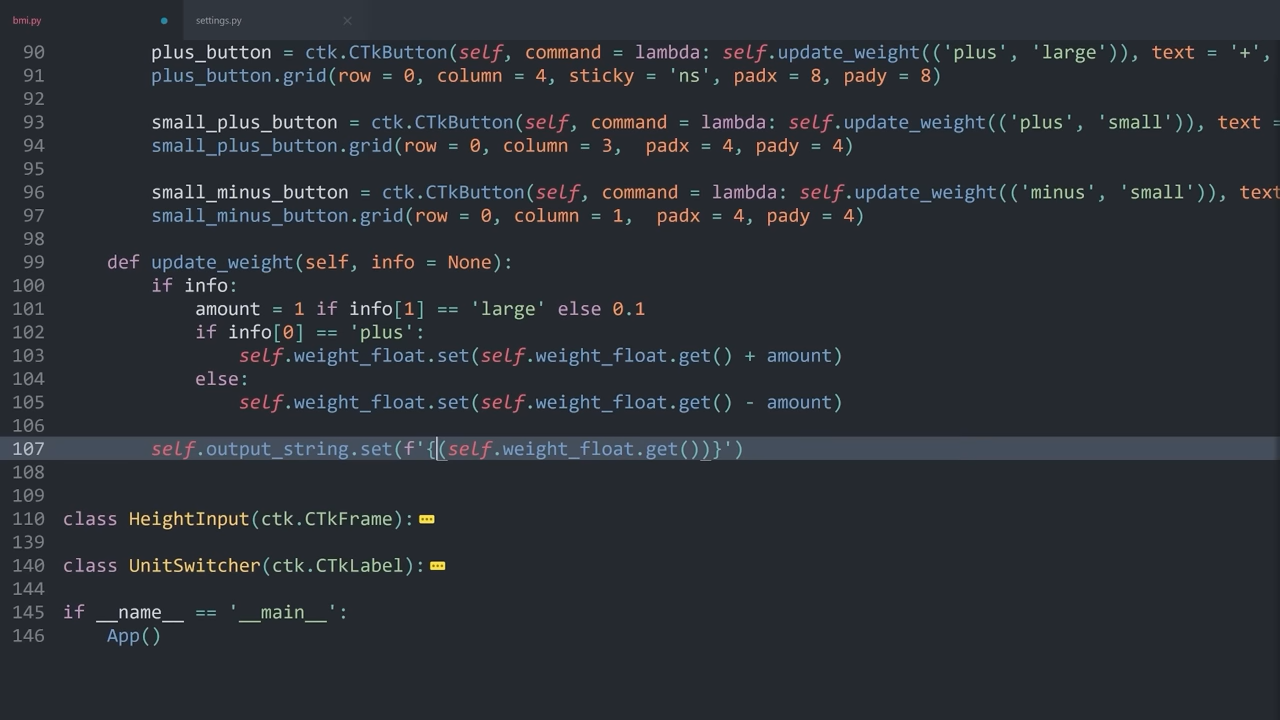 bmi.py settings.py
90 plus_button = ctk.CTkButton(self, command = lambda: self.update_weight(('plus', 'large')), text = '+',
91 plus_button.grid(row = 0, column = 4, sticky = 'ns', padx = 8, pady = 8)
92
93 small_plus_button = ctk.CTkButton(self, command = lambda: self.update_weight(('plus', 'small')), text =
94 small_plus_button.grid(row = 0, column = 3,  padx = 4, pady = 4)
95
96 small_minus_button = ctk.CTkButton(self, command = lambda: self.update_weight(('minus', 'small')), text
97 small_minus_button.grid(row = 0, column = 1,  padx = 4, pady = 4)
98
99 def update_weight(self, info = None):
100 if info:
101 amount = 1 if info[1] == 'large' else 0.1
102 if info[0] == 'plus':
103 self.weight_float.set(self.weight_float.get() + amount)
104 else:
105 self.weight_float.set(self.weight_float.get() - amount)
106
107 self.output_string.set(f'{(self.weight_float.get())}')
108
109
110 class HeightInput(ctk.CTkFrame):
139
140 class UnitSwitcher(ctk.CTkLabel):
144
145 if __name__ == '__main__':
146 App()